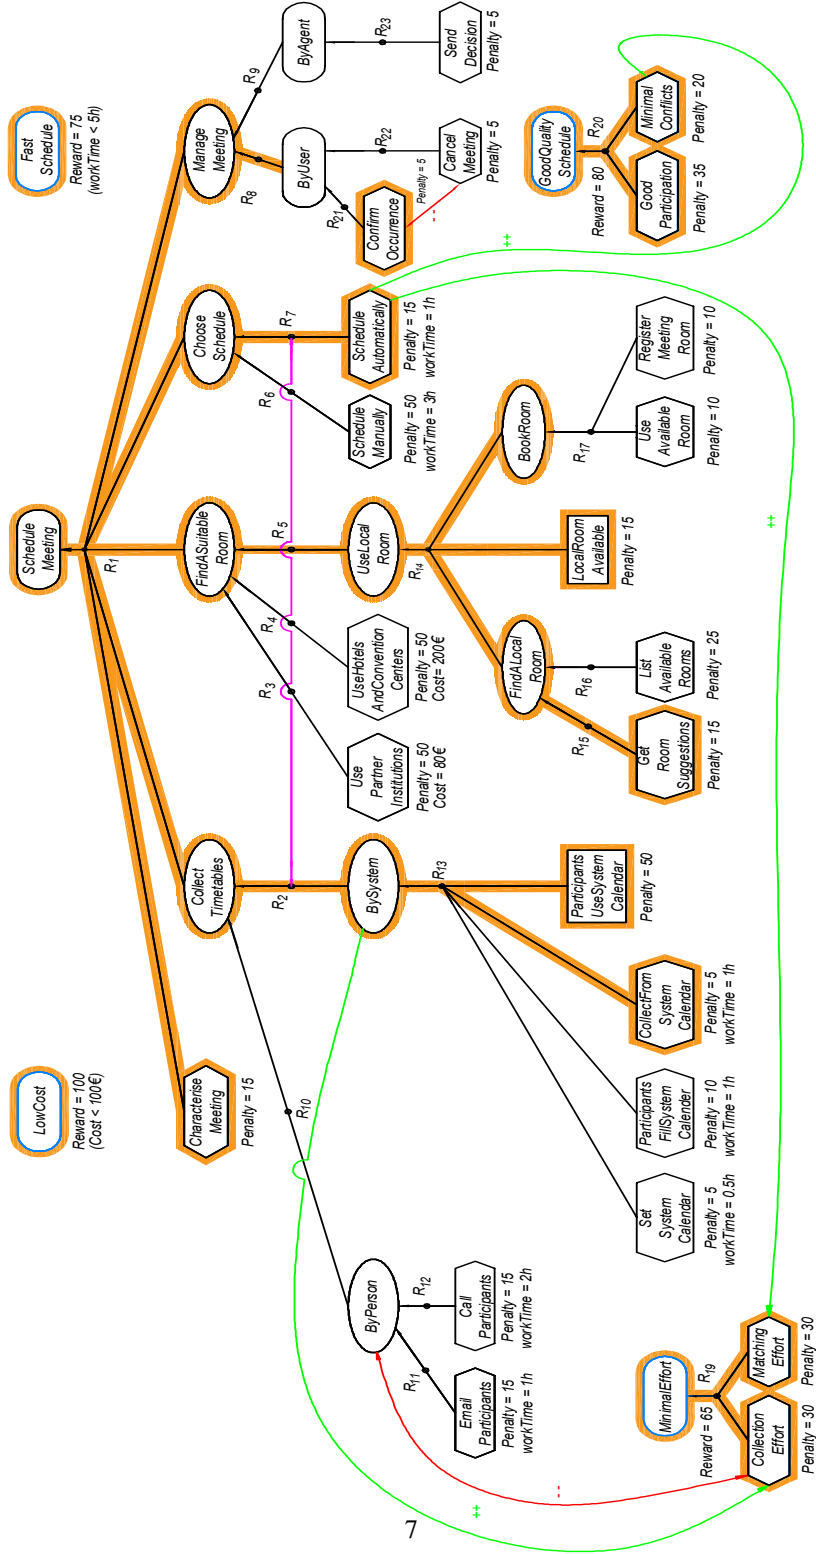 LowCost
Reward = 100
(Cost < 100€)
Schedule
Meeting
Fast
Schedule
Reward = 75
(workTime < 5h)
R1
Characterise
Meeting
Penalty = 15
Collect
Timetables
FindASuitable
Room
Choose
Schedule
Manage
Meeting
R10
R2
R3
R4
R5
R6
R7
R8
R9
ByPerson
BySystem
Use
Partner
Institutions
Penalty = 50
Cost = 80€
UseHotels
AndConvention
Centers
Penalty = 50
Cost= 200€
UseLocal
Room
Schedule
Manually
Penalty = 50
workTime = 3h
Schedule
Automatically
Penalty = 15
workTime = 1h
ByUser
ByAgent
R11
R12
R13
R14
R21
R22
R23
Email
Participants
Penalty = 15
workTime = 1h
Call
Participants
Penalty = 15
workTime = 2h
Confirm
Occurrence
Penalty = 5
Cancel
Meeting
Penalty = 5
Send
Decision
Penalty = 5
--
Participants
UseSystem
Calendar
Penalty = 50
FindALocal
Room
LocalRoom
Available
Penalty = 15
BookRoom
GoodQuality
Schedule
Reward = 80
R20
++
R15
R16
R17
Set
System
Calendar
Penalty = 5
workTime = 0.5h
Participants
FillSystem
Calender
Penalty = 10
workTime = 1h
CollectFrom
System
Calendar
Penalty = 5
workTime = 1h
Get
Room
Suggestions
Penalty = 15
List
Available
Rooms
Penalty = 25
Use
Available
Room
Penalty = 10
Register
Meeting
Room
Penalty = 10
Good
Participation
Penalty = 35
Minimal
Conflicts
Penalty = 20
MinimalEffort
Reward = 65
R19
Collection
Effort
Penalty = 30
Matching
Effort
Penalty = 30
++
--
++
7